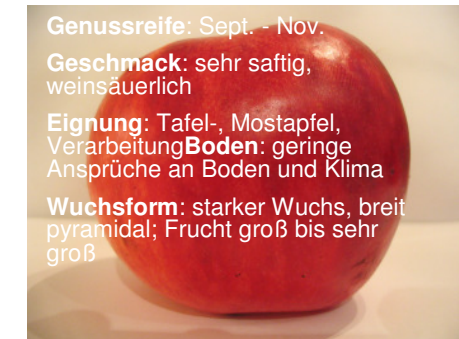 Genussreife: Sept. - Nov.
Geschmack: sehr saftig,
weinsäuerlich
Eignung: Tafel-, Mostapfel,
VerarbeitungBoden: geringe
Ansprüche an Boden und Klima
Wuchsform: starker Wuchs, breit
pyramidal; Frucht groß bis sehr
groß